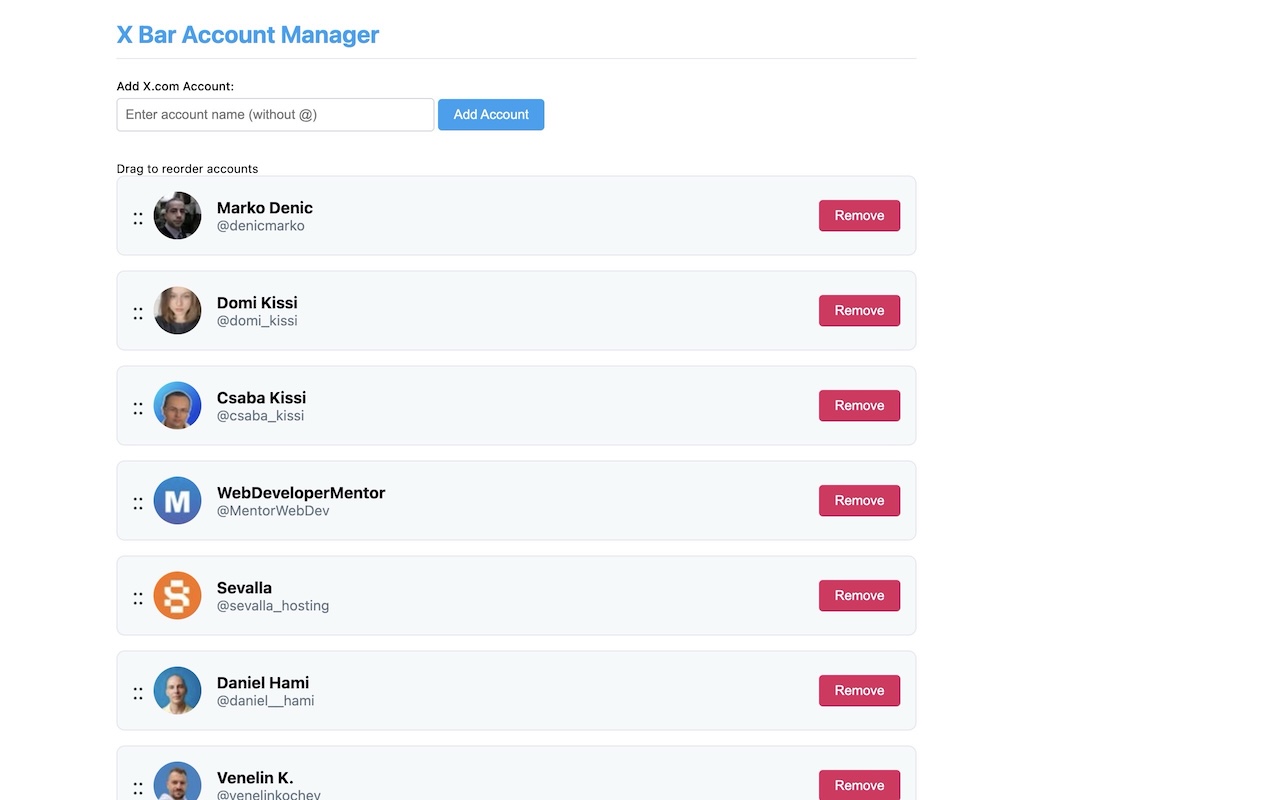 X Bar Account Manager
Add X.com Account:
Enter account name (without @)
Add Account
Drag to reorder accounts
Marko Denic
@denicmarko
Remove
Domi Kissi
@domi_kissi
Remove
Csaba Kissi
@csaba_kissi
Remove
M
WebDeveloperMentor
@MentorWebDev
Remove
S
Sevalla
@sevalla_hosting
Remove
Daniel Hami
@daniel__hami
Remove
Venelin K.
@venelinkochev
Remove